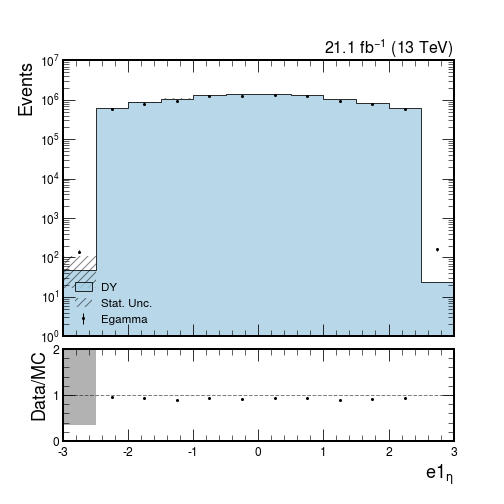 21.1 fb⁻¹ (13 TeV)
Events
10⁷
10⁶
10⁵
10⁴
10³
10²
10¹
10⁰
DY
Stat. Unc.
Egamma
Data/MC
2
1
0
-3 -2 -1 0 1 2 3
e1η